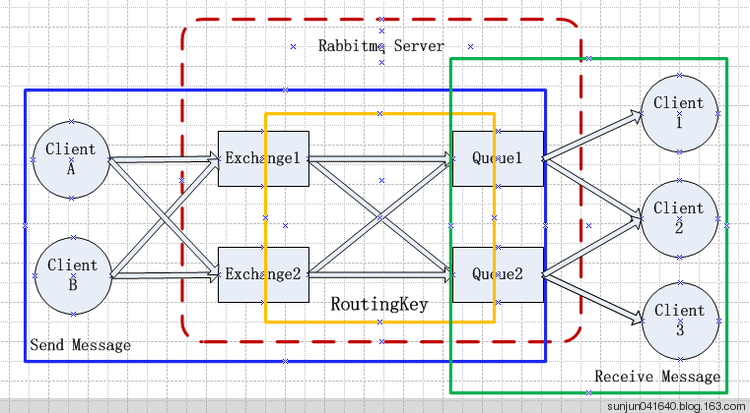 Rabbitmq Server
Client
A
Exchange1
Queue1
Client
1
Client
2
Client
B
Exchange2
Queue2
RoutingKey
Client
3
Send Message
Receive Message
sunjun041640.blog.163.com